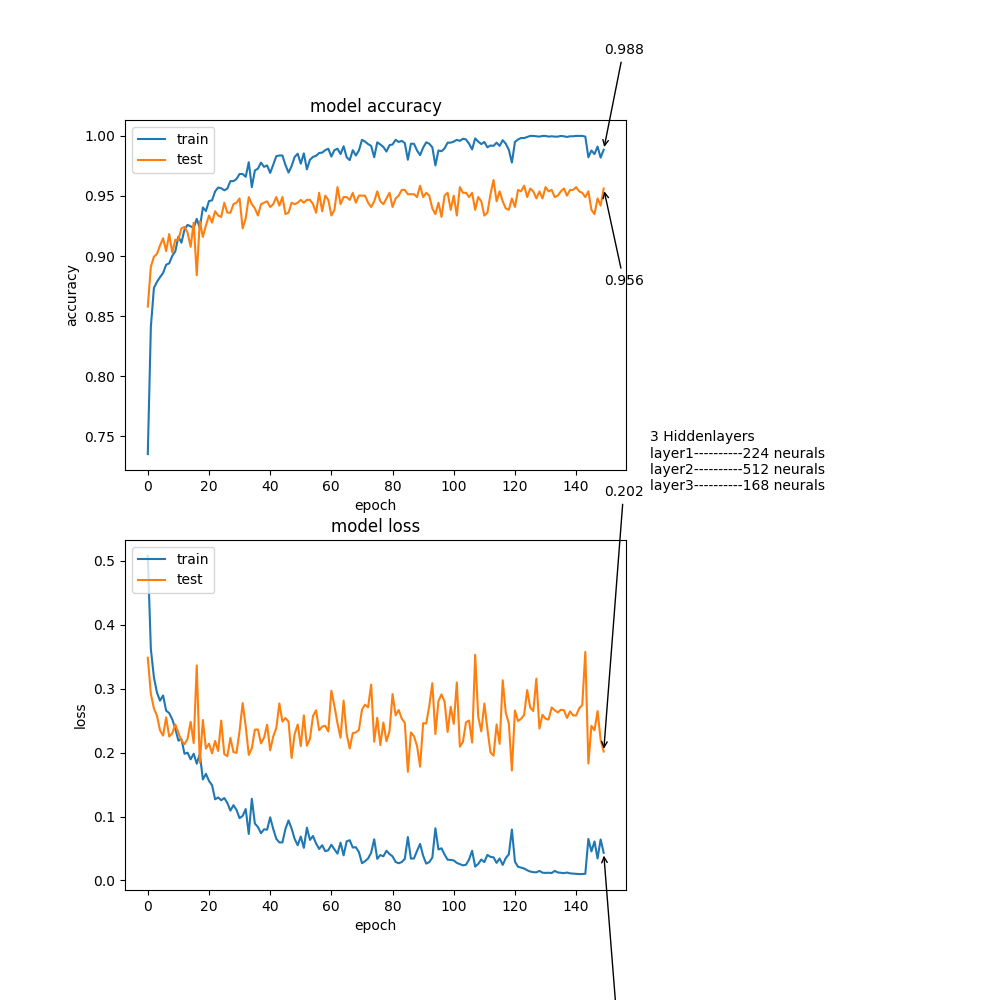 0.988
model accuracy
train
test
1.00
0.95
0.90
0.85
0.80
0.75
accuracy
0 20 40 60 80 100 120 140
epoch
0.956
3 Hiddenlayers
layer1----------224 neurals
layer2----------512 neurals
layer3----------168 neurals
0.202
model loss
train
test
0.5
0.4
0.3
0.2
0.1
0.0
loss
0 20 40 60 80 100 120 140
epoch